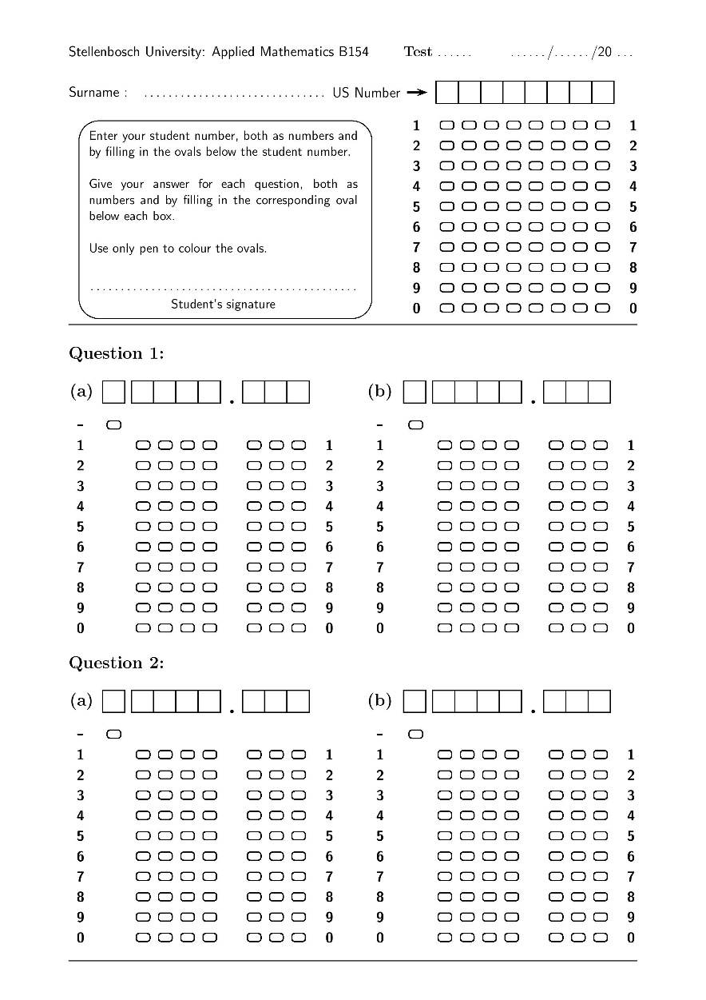 Stellenbosch University: Applied Mathematics B154 Test ...... ....../....../20 ...
Surname : .............................. US Number
Enter your student number, both as numbers and
by filling in the ovals below the student number.
Give your answer for each question, both as
numbers and by filling in the corresponding oval
below each box.
Use only pen to colour the ovals.
............................................
Student's signature
1 1
2 2
3 3
4 4
5 5
6 6
7 7
8 8
9 9
0 0
Question 1:
(a) . (b) .
- -
1 1 1 1
2 2 2 2
3 3 3 3
4 4 4 4
5 5 5 5
6 6 6 6
7 7 7 7
8 8 8 8
9 9 9 9
0 0 0 0
Question 2:
(a) . (b) .
- -
1 1 1 1
2 2 2 2
3 3 3 3
4 4 4 4
5 5 5 5
6 6 6 6
7 7 7 7
8 8 8 8
9 9 9 9
0 0 0 0